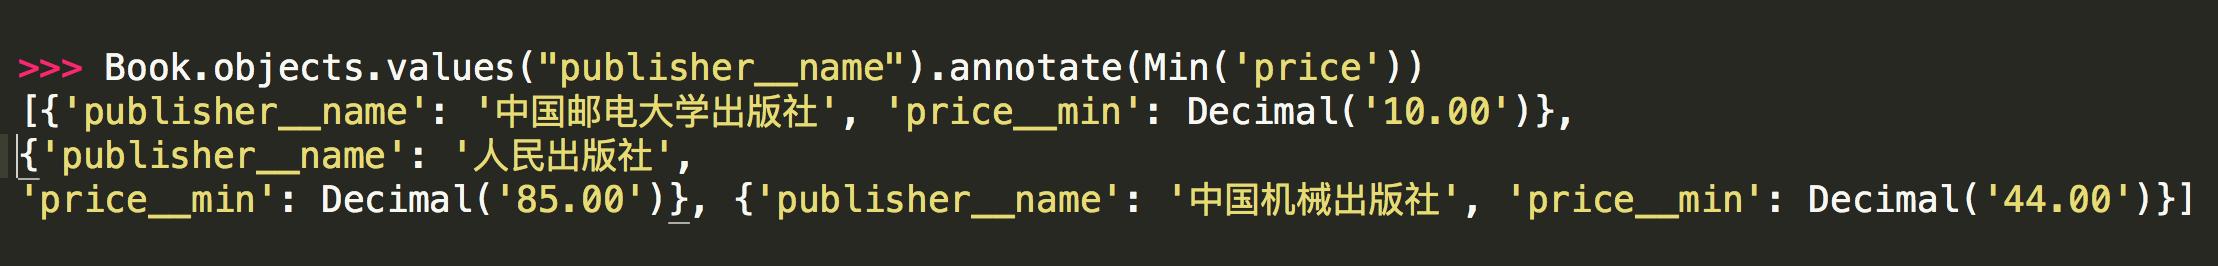 >>> Book.objects.values("publisher__name").annotate(Min('price'))
[{'publisher__name': '中国邮电大学出版社', 'price__min': Decimal('10.00')},
{'publisher__name': '人民出版社',
'price__min': Decimal('85.00')}, {'publisher__name': '中国机械出版社', 'price__min': Decimal('44.00')}]